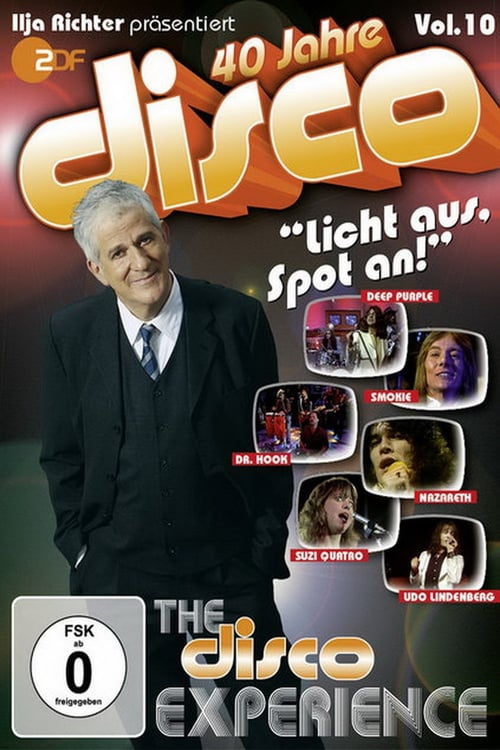 Ilja Richter präsentiert
Vol.10
ZDF
40 Jahre
disco
“Licht aus,
Spot an!”
DEEP PURPLE
SMOKIE
DR. HOOK
NAZARETH
SUZI QUATRO
UDO LINDENBERG
FSK
ab
0
freigegeben
THE
disco
EXPERIENCE